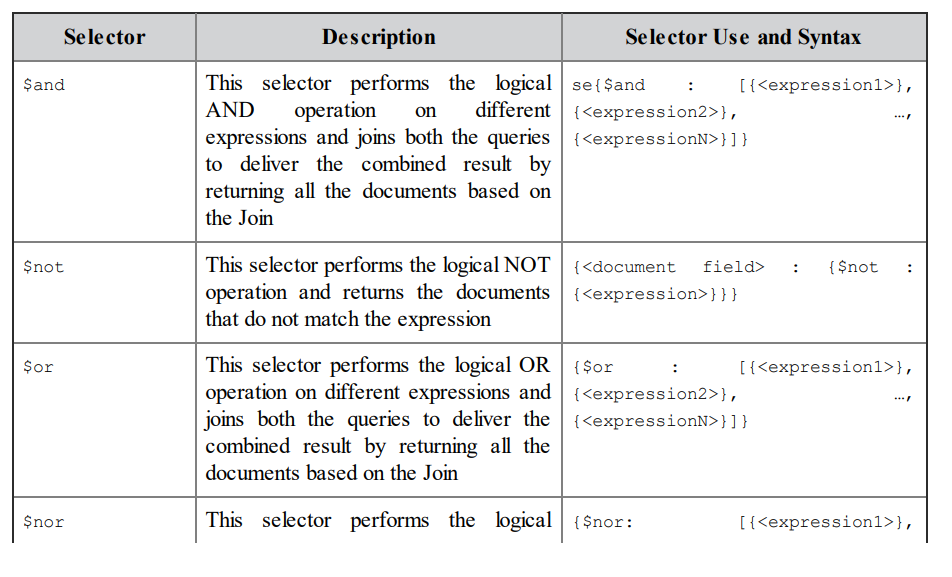 Selector Description Selector Use and Syntax
$and
This selector performs the logical
AND operation on different
expressions and joins both the queries
to deliver the combined result by
returning all the documents based on
the Join
se{$and : [{<expression1>},
{<expression2>}, …,
{<expressionN>}]}
$not
This selector performs the logical NOT
operation and returns the documents
that do not match the expression
{<document field> : {$not :
{<expression>}}}
$or
This selector performs the logical OR
operation on different expressions and
joins both the queries to deliver the
combined result by returning all the
documents based on the Join
{$or : [{<expression1>},
{<expression2>}, …,
{<expressionN>}]}
$nor
This selector performs the logical
{$nor: [{<expression1>},